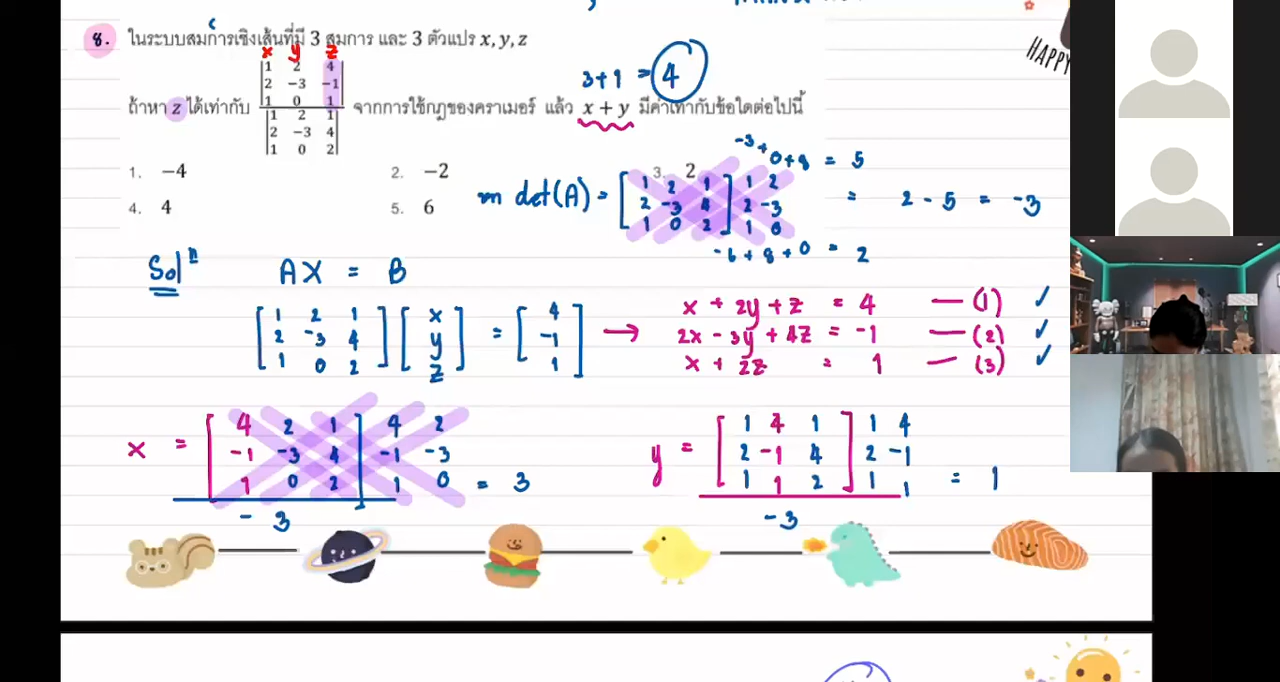 8. ในระบบสมการเชิงเส้นที่มี 3 สมการ และ 3 ตัวแปร x, y, z
x y z
1 2 4
2 −3 −1
1 0 1
ถ้าหา z ได้เท่ากับ จากการใช้กฎของคราเมอร์ แล้ว x + y มีค่าเท่ากับข้อใดต่อไปนี้
1 2 1
2 −3 4
1 0 2
3+1 = 4
HAPPY
1. −4
2. −2
3. 2
4. 4
5. 6
-3 + 0 + 8 = 5
det(A) = [1 2 1] 1 2
[2 -3 4] 2 -3
[1 0 2] 1 0
= 2 - 5 = -3
-6 + 8 + 0 = 2
Solⁿ
AX = B
[1 2 1] [x] = [4]
[2 -3 4] [y] [-1]
[1 0 2] [z] [1]
→ x + 2y + z = 4 — (1) ✓
2x - 3y + 4z = -1 — (2) ✓
x + 2z = 1 — (3) ✓
x = [4 2 1] 4 2
[-1 -3 4] -1 -3
[1 0 2] 1 0 = 3
-3
y = [1 4 1] 1 4
[2 -1 4] 2 -1
[1 1 2] 1 1 = 1
-3